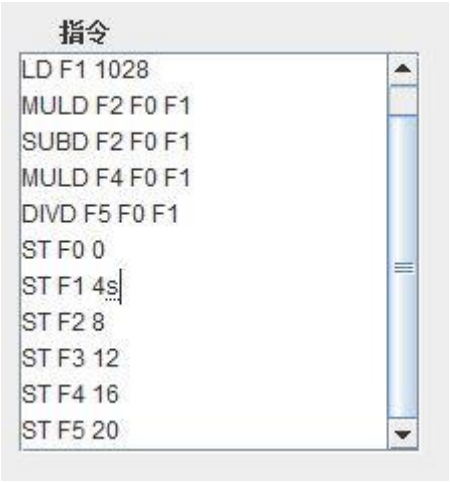 指令
LD F1 1028
MULD F2 F0 F1
SUBD F2 F0 F1
MULD F4 F0 F1
DIVD F5 F0 F1
ST F0 0
ST F1 4s
ST F2 8
ST F3 12
ST F4 16
ST F5 20